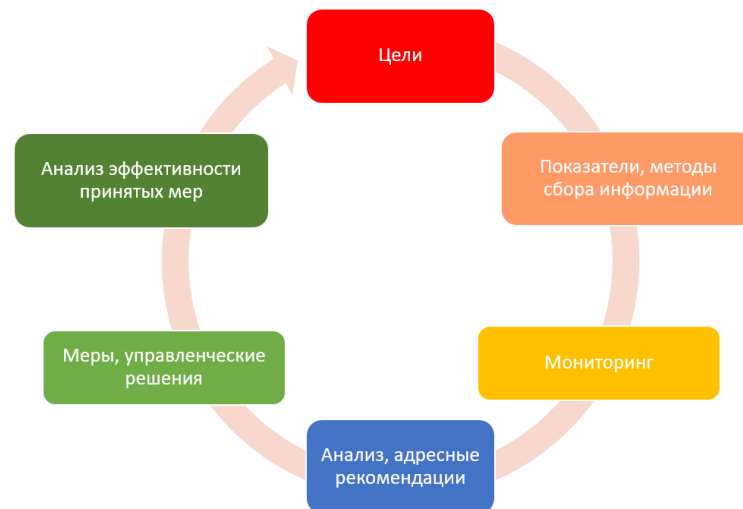 Цели
Показатели, методы
сбора информации
Мониторинг
Анализ, адресные
рекомендации
Меры, управленческие
решения
Анализ эффективности
принятых мер